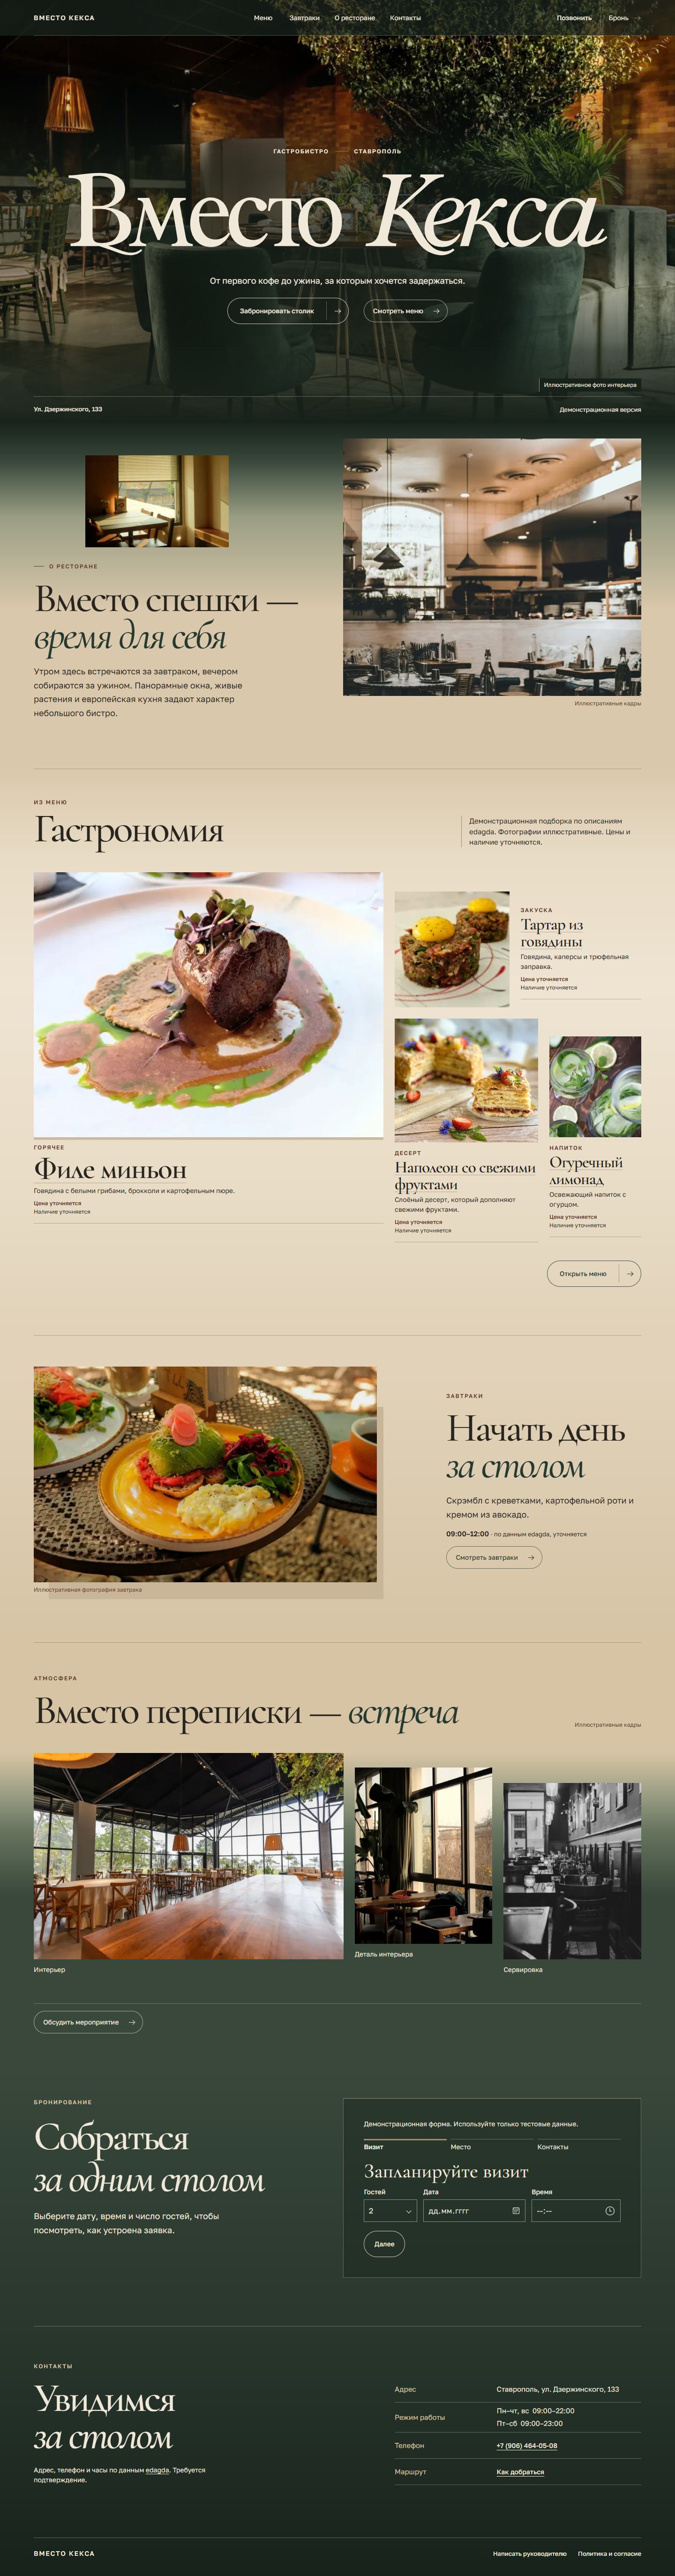 ВМЕСТО КЕКСА
Меню
Завтраки
О ресторане
Контакты
Позвонить
Бронь →
ГАСТРОБИСТРО — СТАВРОПОЛЬ
Вместо Кекса
От первого кофе до ужина, за которым хочется задержаться.
Забронировать столик →
Смотреть меню →
Иллюстративное фото интерьера
Ул. Дзержинского, 133
Демонстрационная версия
О РЕСТОРАНЕ
Вместо спешки —
время для себя
Утром здесь встречаются за завтраком, вечером
собираются за ужином. Панорамные окна, живые
растения и европейская кухня задают характер
небольшого бистро.
Иллюстративные кадры
ИЗ МЕНЮ
Гастрономия
Демонстрационная подборка по описаниям
edagda. Фотографии иллюстративные. Цены и
наличие уточняются.
ГОРЯЧЕЕ
Филе миньон
Говядина с белыми грибами, брокколи и картофельным пюре.
Цена уточняется
Наличие уточняется
ЗАКУСКА
Тартар из
говядины
Говядина, каперсы и трюфельная
заправка.
Цена уточняется
Наличие уточняется
ДЕСЕРТ
Наполеон со свежими
фруктами
Слоёный десерт, который дополняют
свежими фруктами.
Цена уточняется
Наличие уточняется
НАПИТОК
Огуречный
лимонад
Освежающий напиток с
огурцом.
Цена уточняется
Наличие уточняется
Открыть меню →
Иллюстративная фотография завтрака
ЗАВТРАКИ
Начать день
за столом
Скрэмбл с креветками, картофельной роти и
кремом из авокадо.
09:00–12:00 · по данным edagda, уточняется
Смотреть завтраки →
АТМОСФЕРА
Вместо переписки — встреча
Иллюстративные кадры
Интерьер
Деталь интерьера
Сервировка
Обсудить мероприятие →
БРОНИРОВАНИЕ
Собраться
за одним столом
Выберите дату, время и число гостей, чтобы
посмотреть, как устроена заявка.
Демонстрационная форма. Используйте только тестовые данные.
Визит
Место
Контакты
Запланируйте визит
Гостей
Дата
Время
2
дд.мм.гггг
--:--
Далее
КОНТАКТЫ
Увидимся
за столом
Адрес, телефон и часы по данным edagda. Требуется
подтверждение.
Адрес
Ставрополь, ул. Дзержинского, 133
Режим работы
Пн–чт, вс 09:00–22:00
Пт–сб 09:00–23:00
Телефон
+7 (906) 464-05-08
Маршрут
Как добраться
ВМЕСТО КЕКСА
Написать руководителю
Политика и согласие